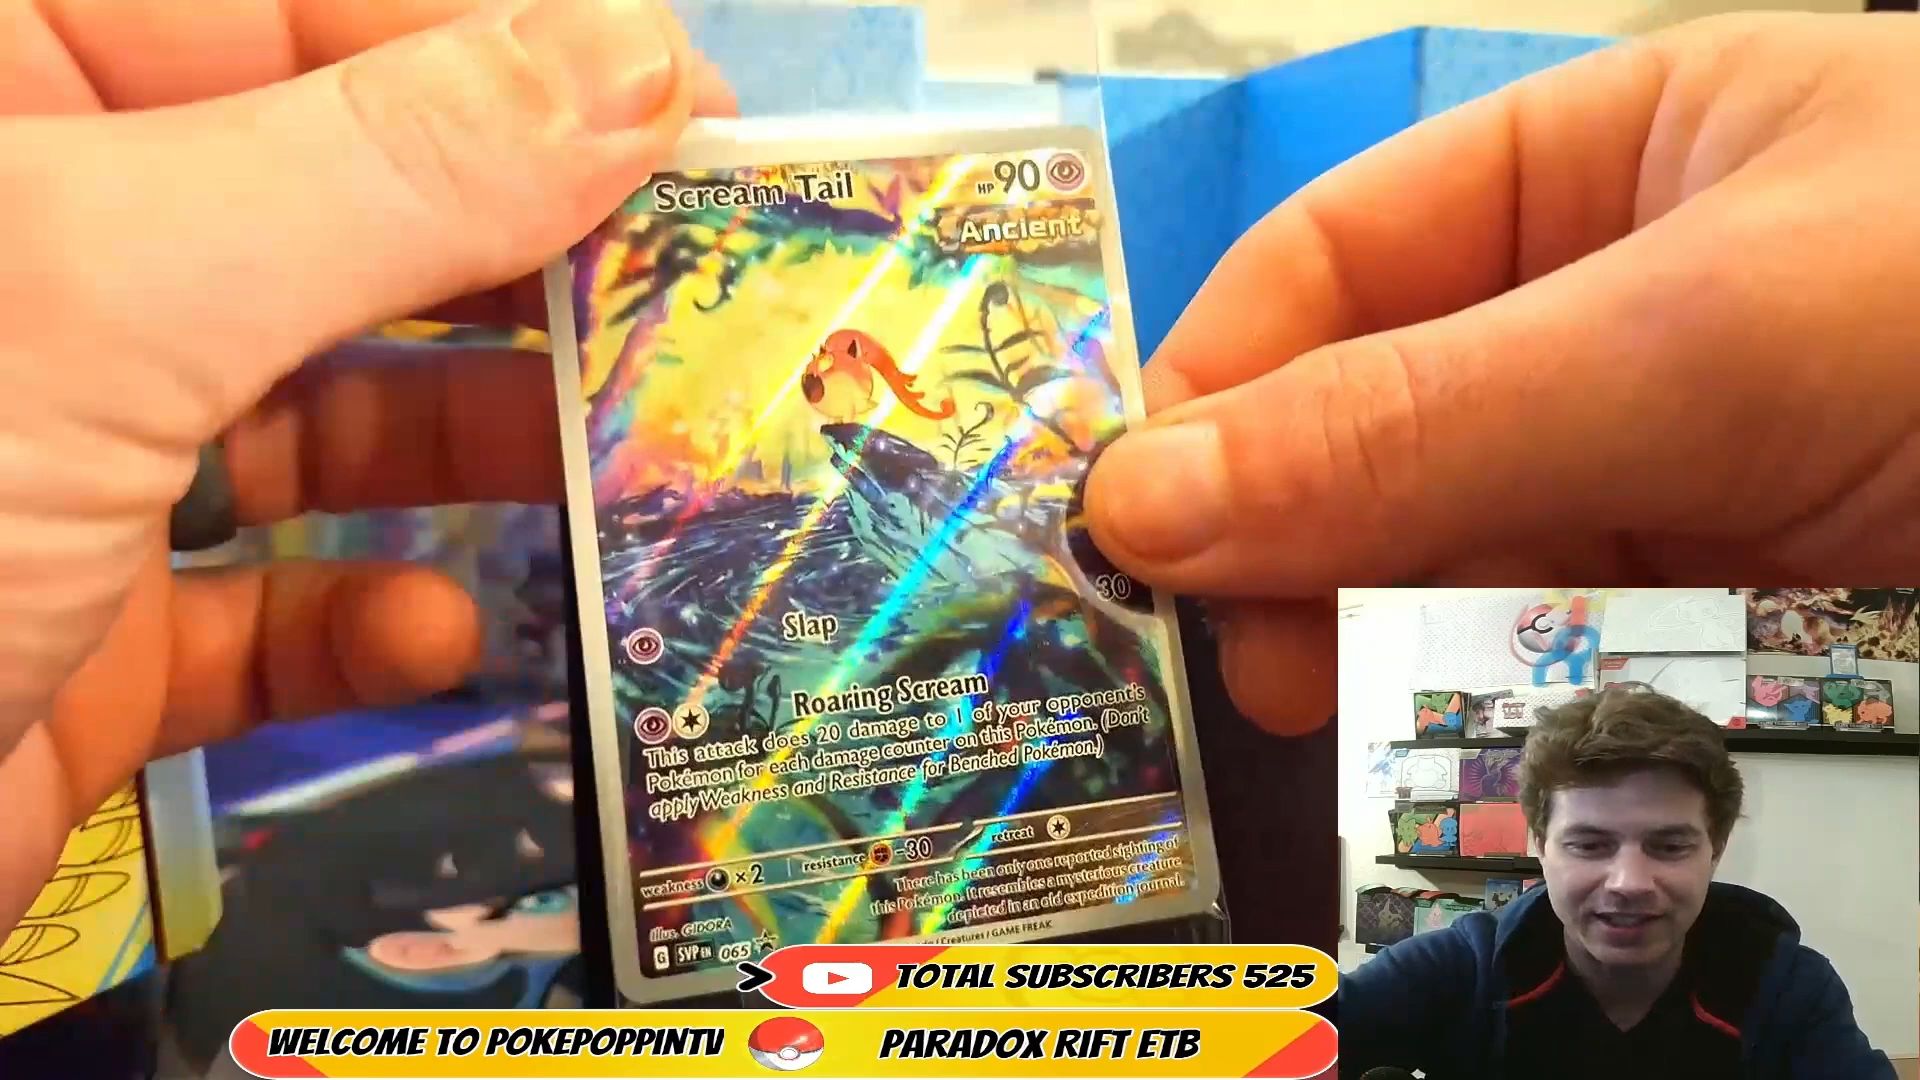 Scream Tail
HP 90
Ancient
Slap
30
Roaring Scream
This attack does 20 damage to 1 of your opponent's
Pokémon for each damage counter on this Pokémon. (Don't
apply Weakness and Resistance for Benched Pokémon.)
weakness ×2 resistance -30 retreat
There has been only one reported sighting of
this Pokémon. It resembles a mysterious creature
depicted in an old expedition journal.
illus. GIDORA
G SVP EN 065
/Creatures / GAME FREAK
> TOTAL SUBSCRIBERS 525
WELCOME TO POKEPOPPINTV PARADOX RIFT ETB